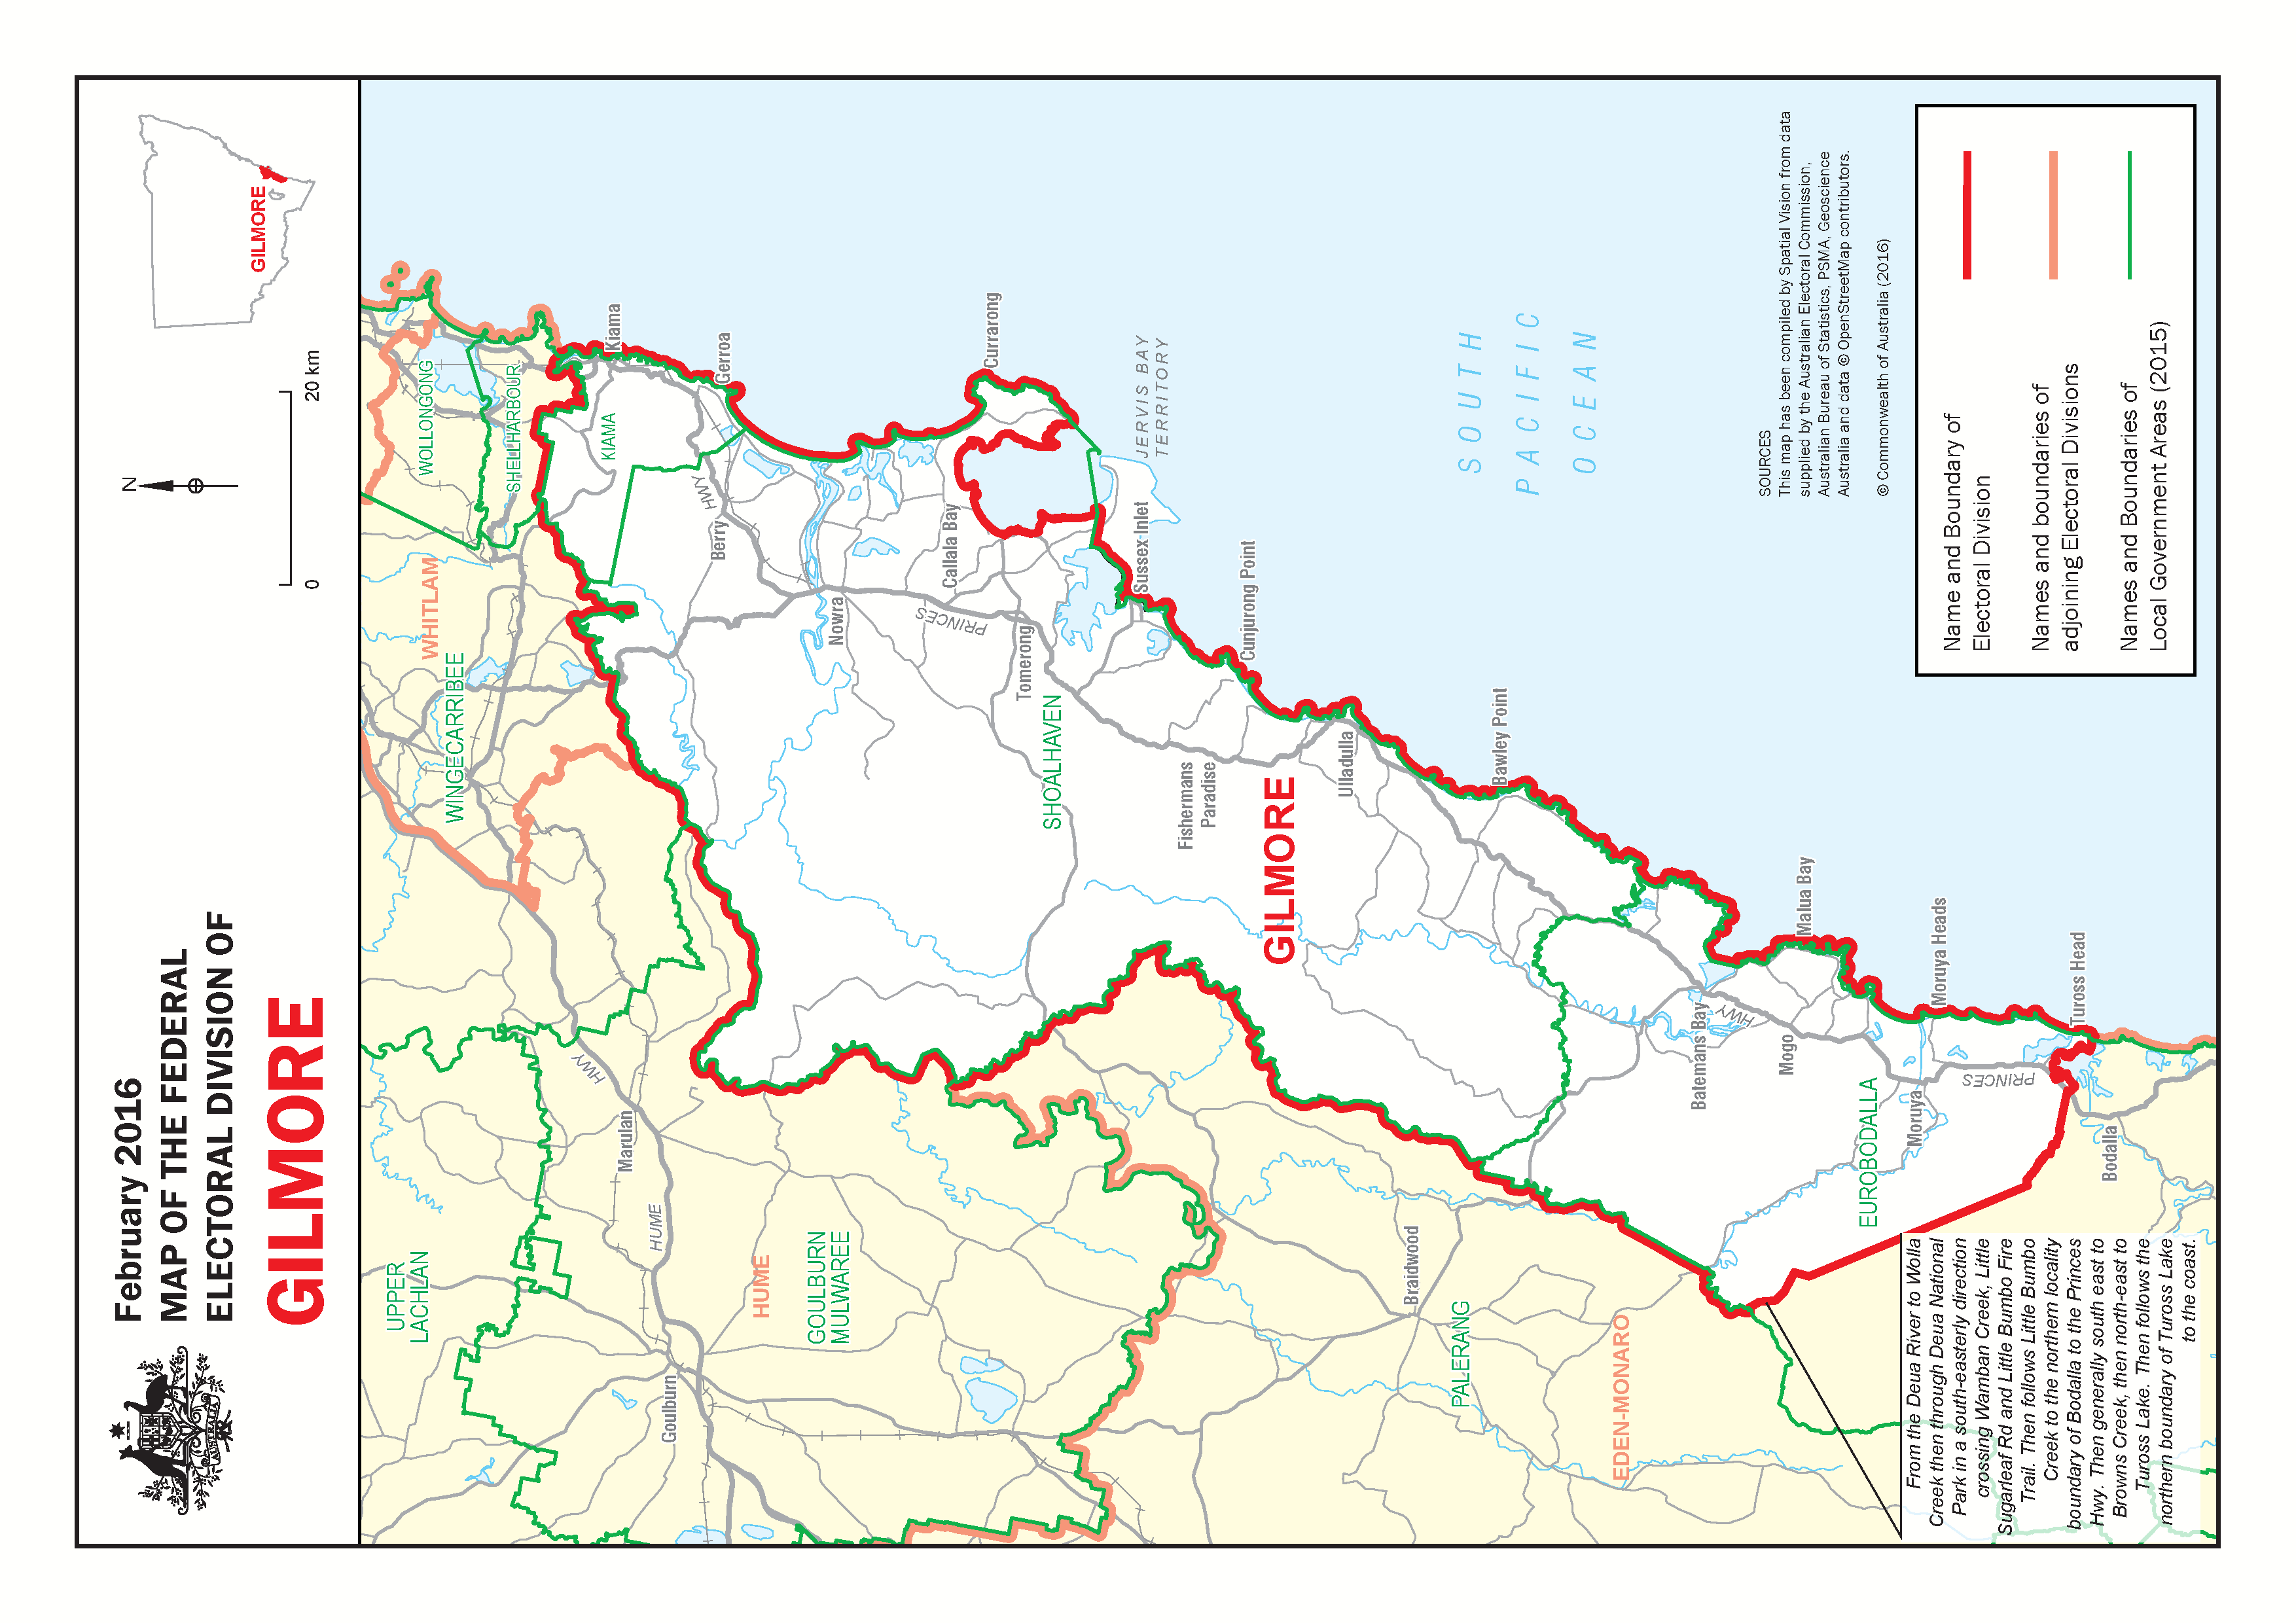 February 2016
MAP OF THE FEDERAL
ELECTORAL DIVISION OF
GILMORE
AUSTRALIA
N
0
20 km
GILMORE
UPPER
LACHLAN
WINGECARRIBEE
WHITLAM
WOLLONGONG
SHELLHARBOUR
KIAMA
Kiama
HWY
Marulan
HUME
Goulburn
Berry
HWY
Gerroa
HUME
GOULBURN
MULWAREE
Nowra
PRINCES
Callala Bay
Currarong
Tomerong
SHOALHAVEN
JERVIS BAY
TERRITORY
Sussex Inlet
Fishermans
Paradise
Cunjurong Point
GILMORE
Ulladulla
Braidwood
PALERANG
Bawley Point
SOUTH
PACIFIC
OCEAN
EDEN-MONARO
Batemans Bay
HWY
Mogo
Malua Bay
EURObODALLA
Moruya
Moruya Heads
PRINCES
Tuross Head
Bodalla
SOURCES
This map has been compiled by Spatial Vision from data
supplied by the Australian Electoral Commission,
Australian Bureau of Statistics, PSMA, Geoscience
Australia and data © OpenStreetMap contributors.
© Commonwealth of Australia (2016)
From the Deua River to Wolla
Creek then through Deua National
Park in a south-easterly direction
crossing Wamban Creek, Little
Sugarleaf Rd and Little Bumbo Fire
Trail. Then follows Little Bumbo
Creek to the northern locality
boundary of Bodalla to the Princes
Hwy. Then generally south east to
Browns Creek, then north-east to
Tuross Lake. Then follows the
northern boundary of Tuross Lake
to the coast.
Name and Boundary of
Electoral Division
Names and boundaries of
adjoining Electoral Divisions
Names and Boundaries of
Local Government Areas (2015)